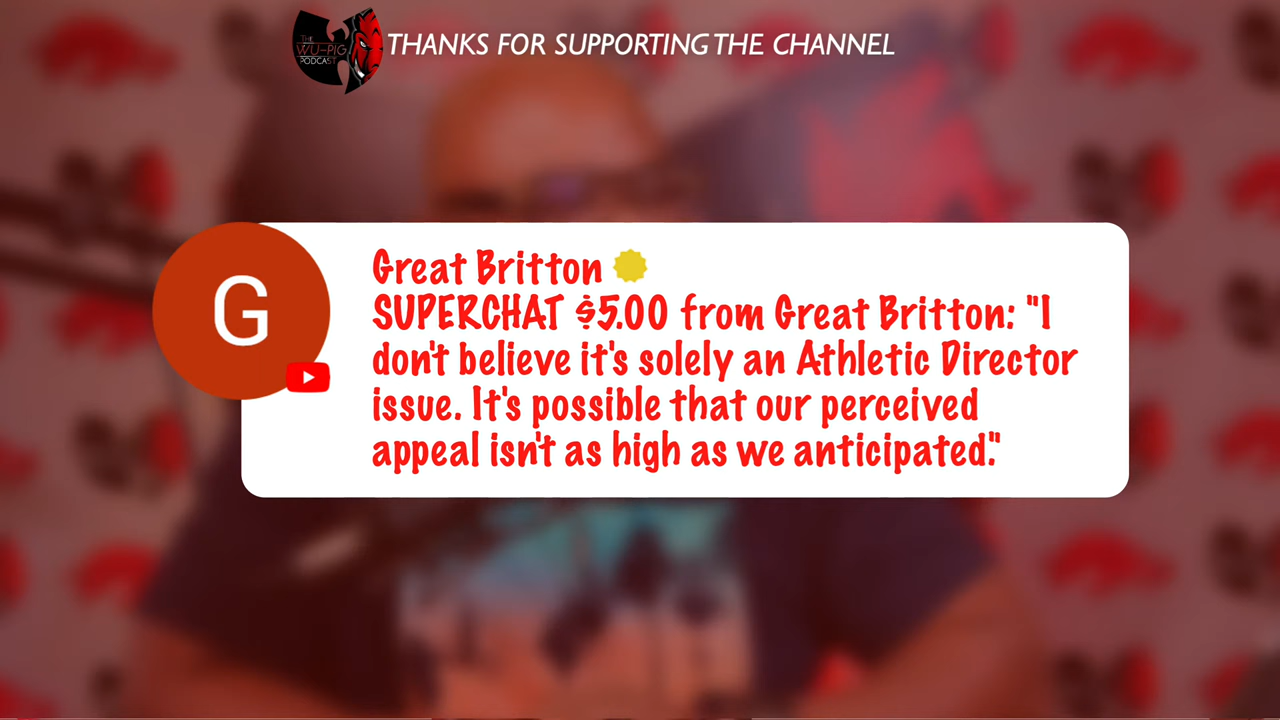 THE
WU-PIG
PODCAST
THANKS FOR SUPPORTING THE CHANNEL
G
Great Britton
SUPERCHAT $5.00 from Great Britton: "I
don't believe it's solely an Athletic Director
issue. It's possible that our perceived
appeal isn't as high as we anticipated."